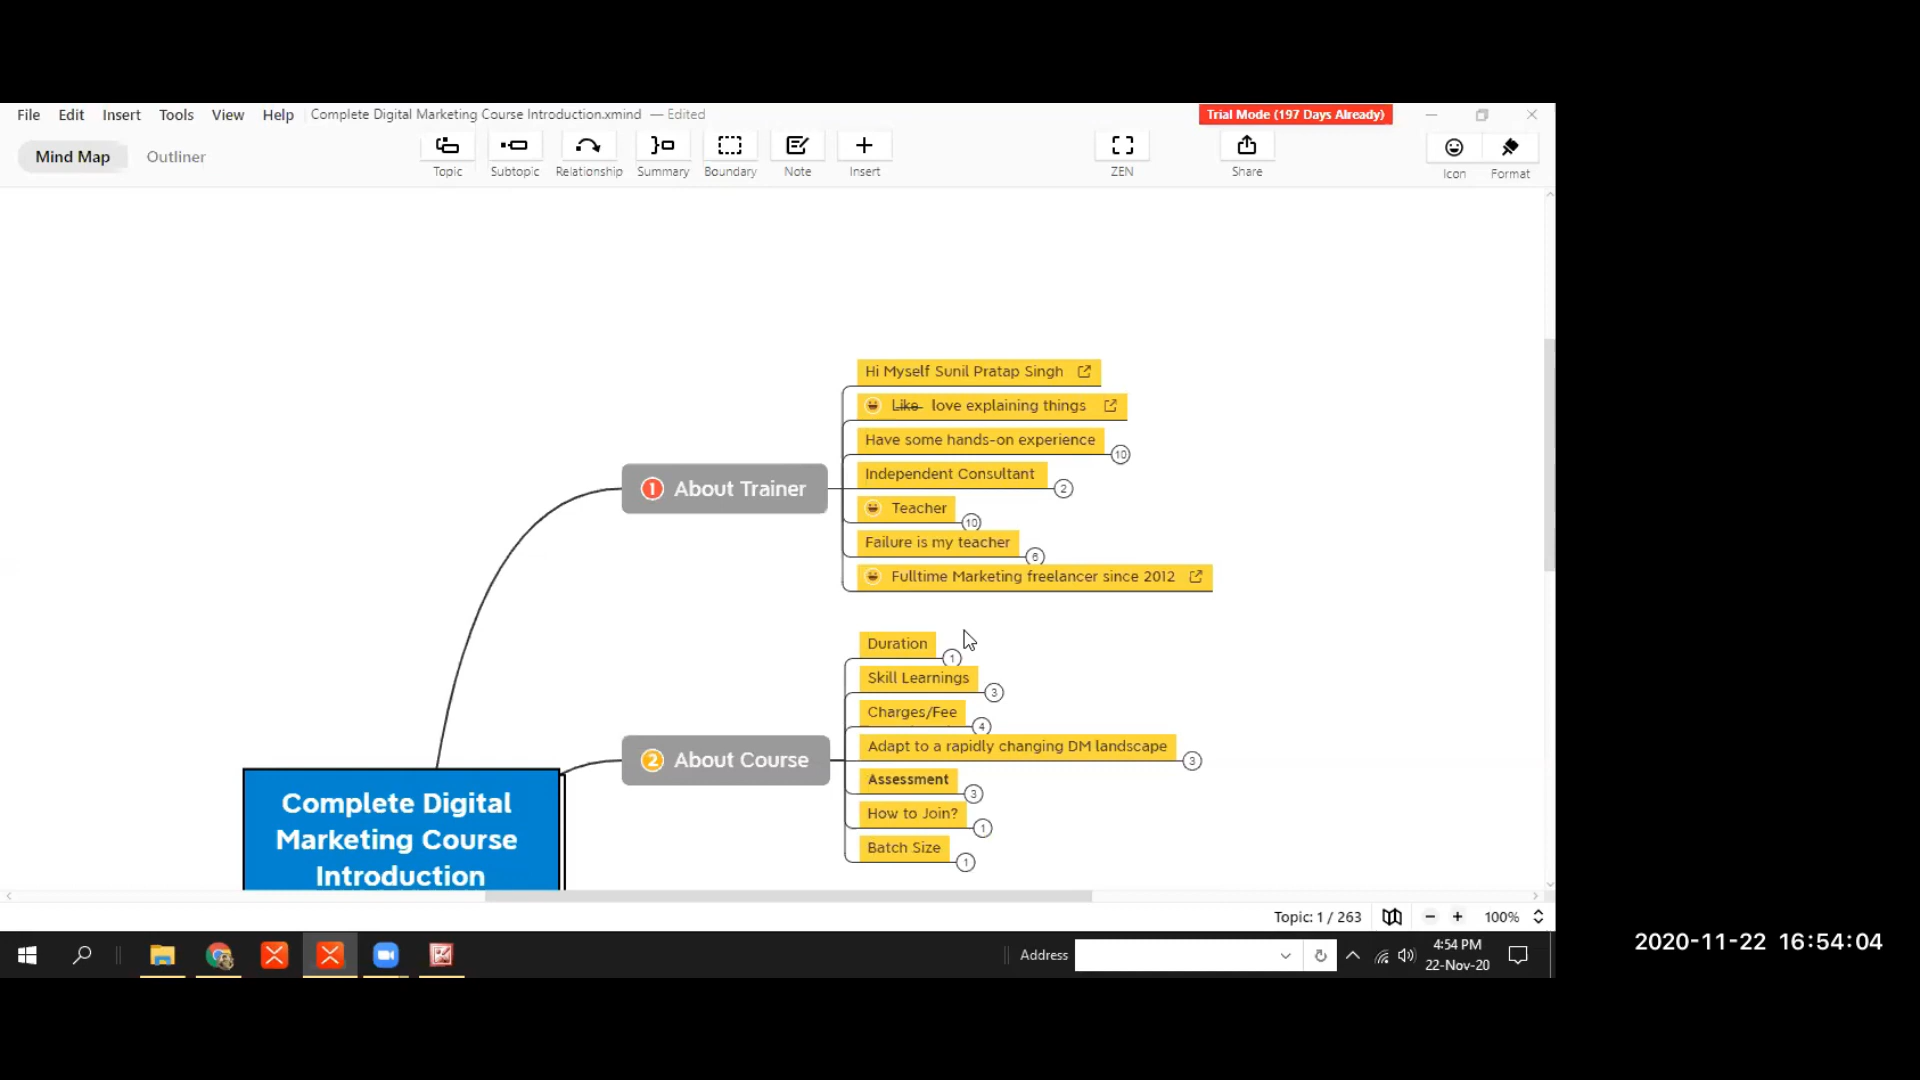 File Edit Insert Tools View Help Complete Digital Marketing Course Introduction.xmind — Edited Trial Mode (197 Days Already)
Mind Map Outliner
Topic Subtopic Relationship Summary Boundary Note Insert ZEN Share Icon Format
Hi Myself Sunil Pratap Singh
Like love explaining things
Have some hands-on experience
10
Independent Consultant
2
Teacher
10
Failure is my teacher
6
Fulltime Marketing freelancer since 2012
1 About Trainer
Duration
1
Skill Learnings
3
Charges/Fee
4
Adapt to a rapidly changing DM landscape
3
Assessment
3
How to Join?
1
Batch Size
1
2 About Course
Complete Digital
Marketing Course
Introduction
Topic: 1 / 263 100%
Address
4:54 PM
22-Nov-20
2020-11-22 16:54:04